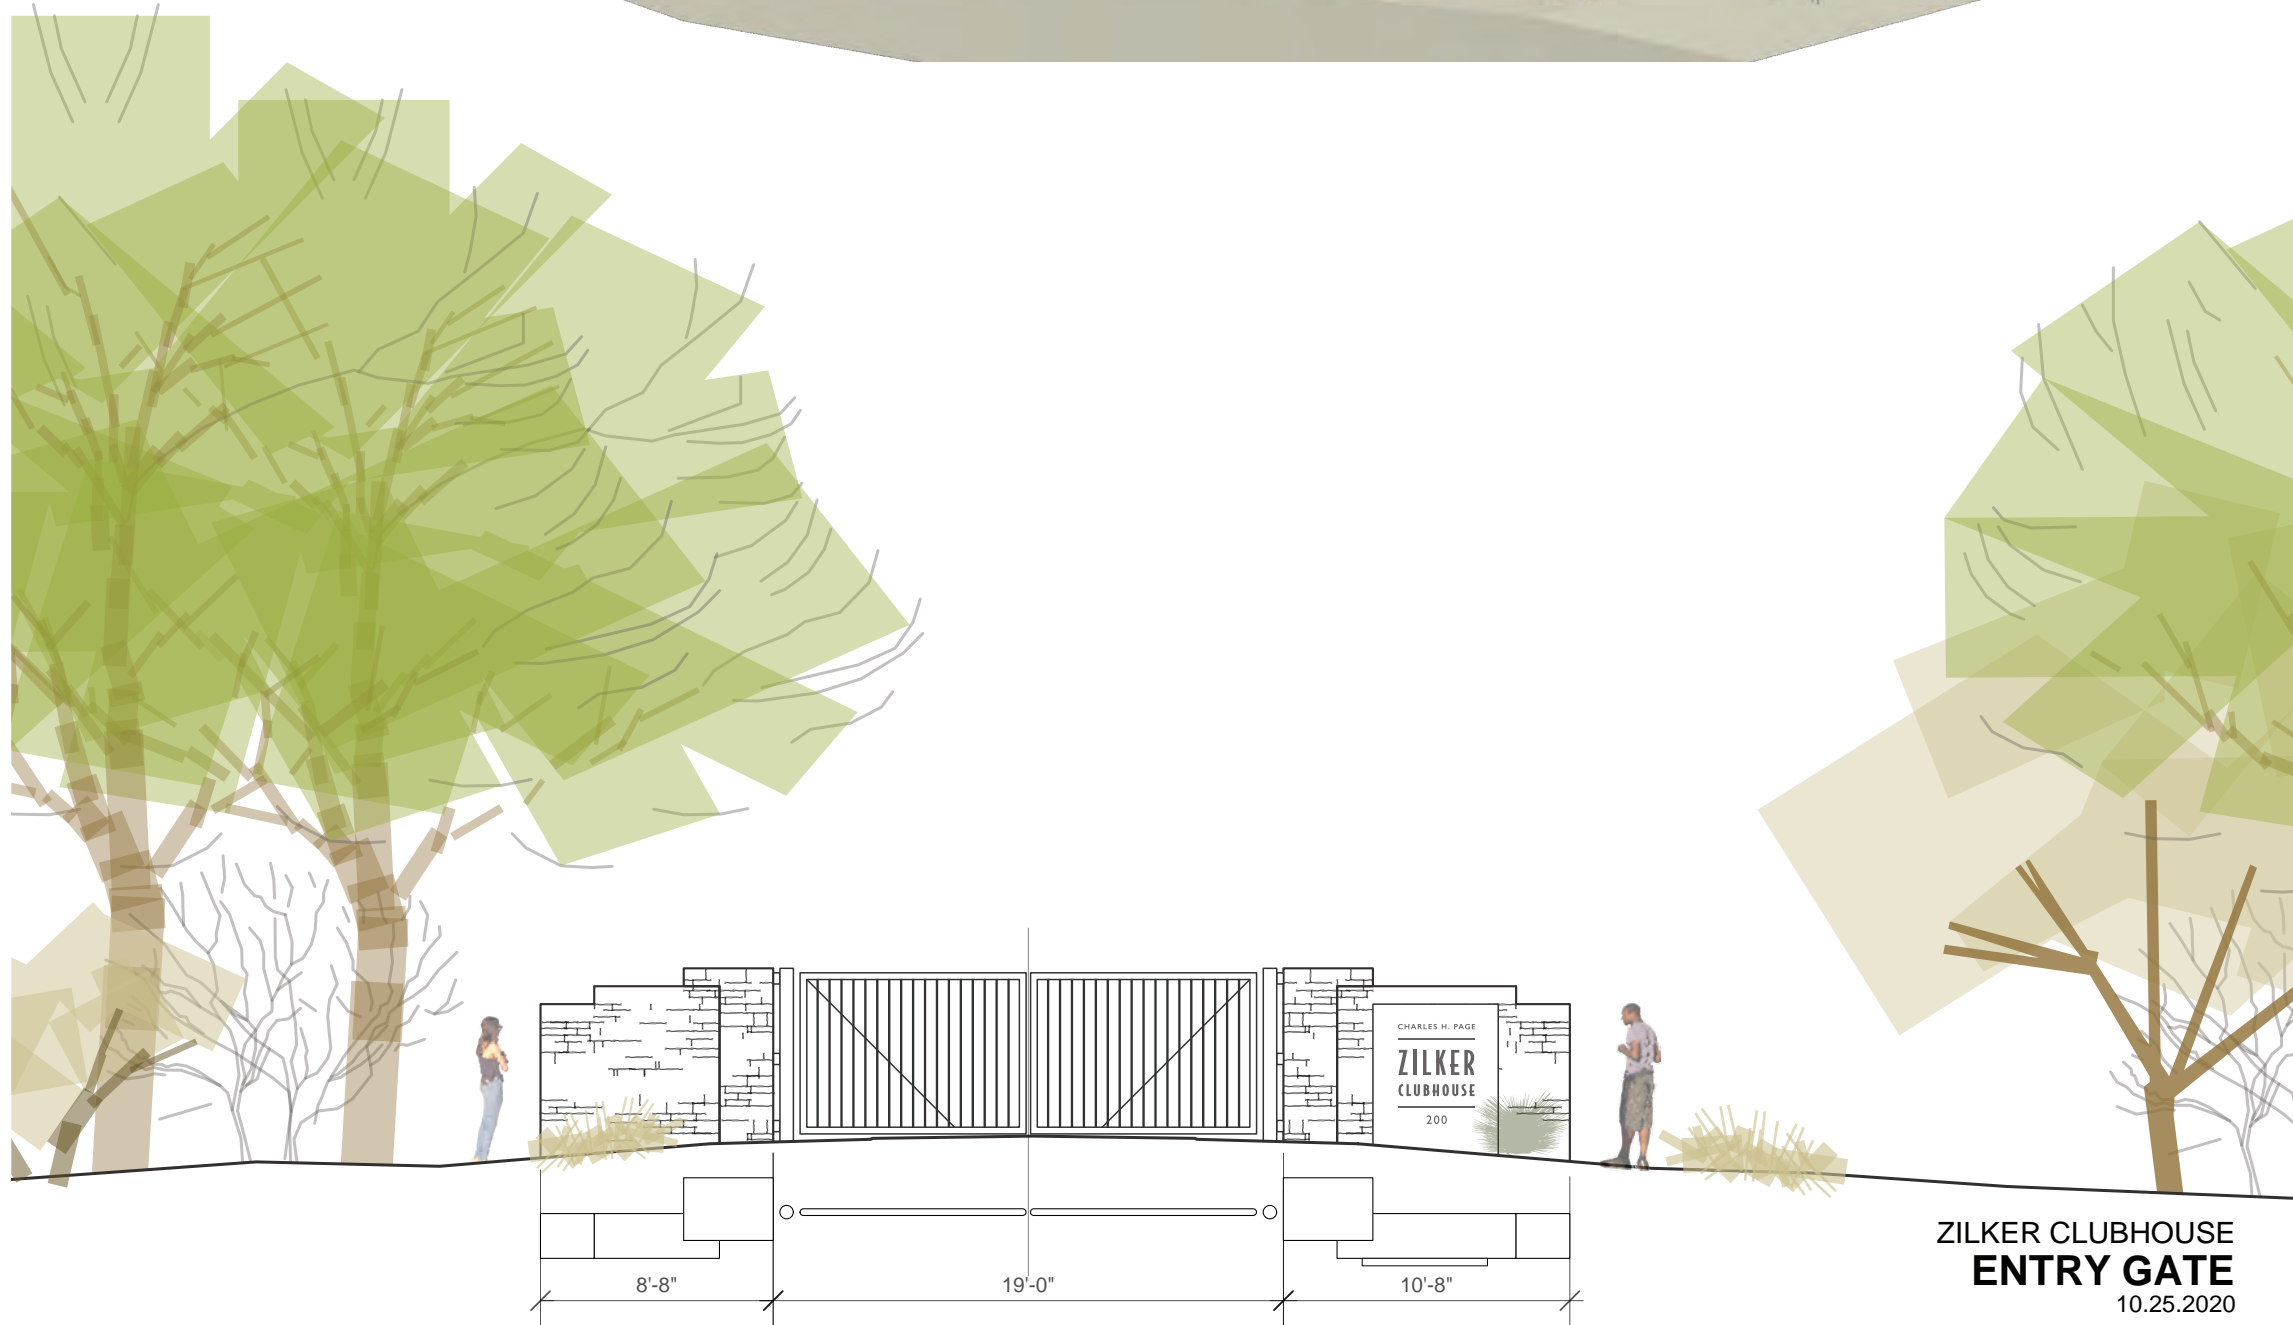 CHARLES H. PAGE
ZILKER
CLUBHOUSE
200
8'-8"
19'-0"
10'-8"
ZILKER CLUBHOUSE
ENTRY GATE
10.25.2020